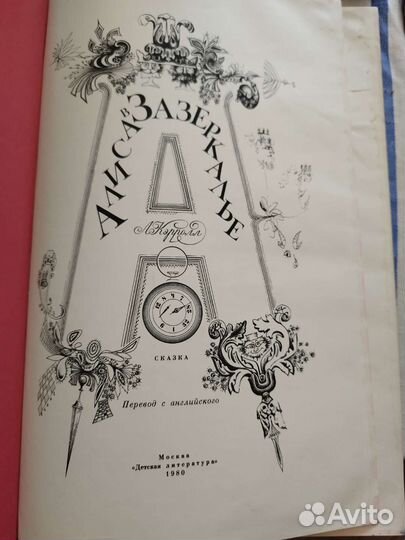 АЛИСА В ЗАЗЕРКАЛЬЕ
Л. Кэрролл
СКАЗКА
Перевод с английского
Москва
«Детская литература»
1980
Avito